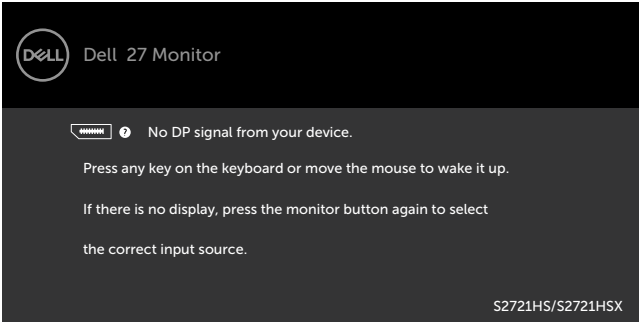 DELL
Dell 27 Monitor
No DP signal from your device.
Press any key on the keyboard or move the mouse to wake it up.
If there is no display, press the monitor button again to select
the correct input source.
S2721HS/S2721HSX